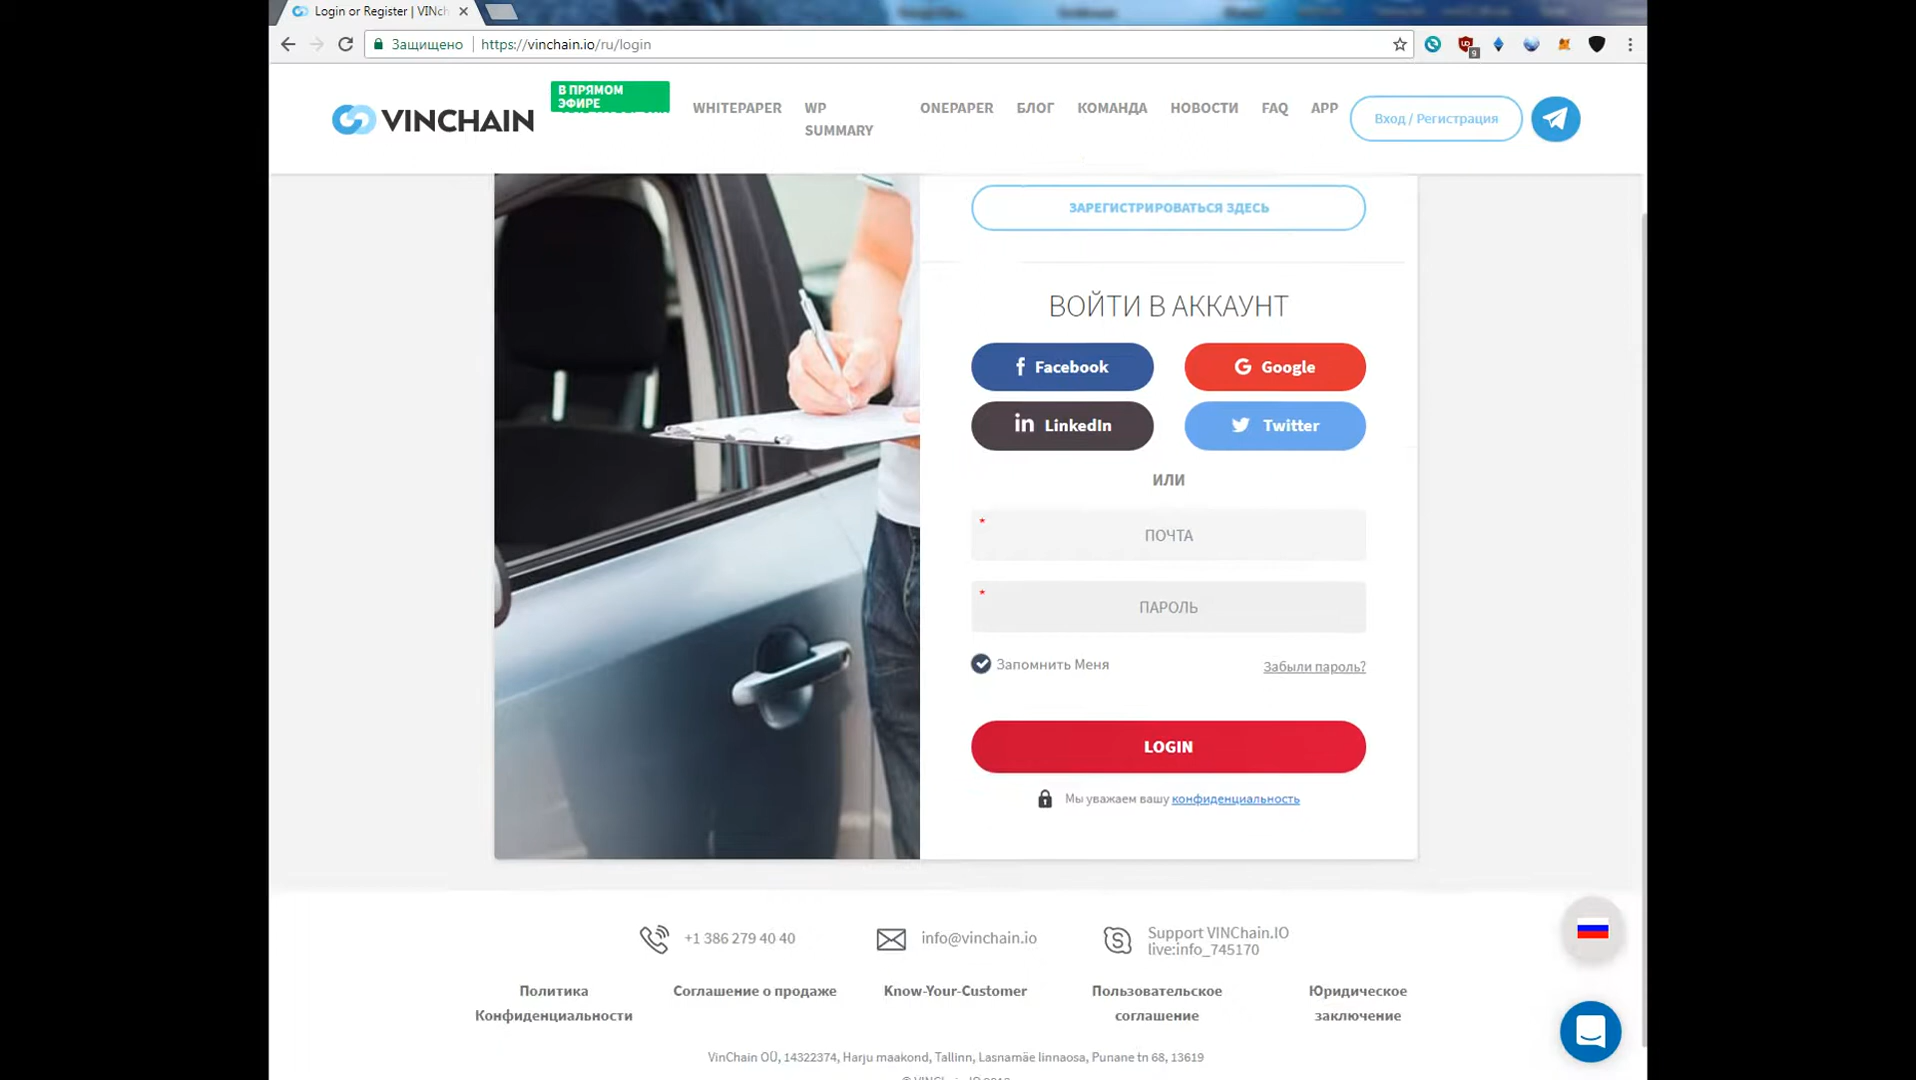 Login or Register | VINch
Защищено
https://vinchain.io/ru/login
9
VINCHAIN
В ПРЯМОМ
ЭФИРЕ
WHITEPAPER
WP
SUMMARY
ONEPAPER
БЛОГ
КОМАНДА
НОВОСТИ
FAQ
APP
Вход / Регистрация
ЗАРЕГИСТРИРОВАТЬСЯ ЗДЕСЬ
ВОЙТИ В АККАУНТ
f Facebook
G Google
in LinkedIn
Twitter
ИЛИ
* ПОЧТА
* ПАРОЛЬ
Запомнить Меня
Забыли пароль?
LOGIN
Мы уважаем вашу конфиденциальность
+1 386 279 40 40
info@vinchain.io
Support VINChain.IO
live:info_745170
Политика
Конфиденциальности
Соглашение о продаже
Know-Your-Customer
Пользовательское
соглашение
Юридическое
заключение
VinChain OÜ, 14322374, Harju maakond, Tallinn, Lasnamäe linnaosa, Punane tn 68, 13619